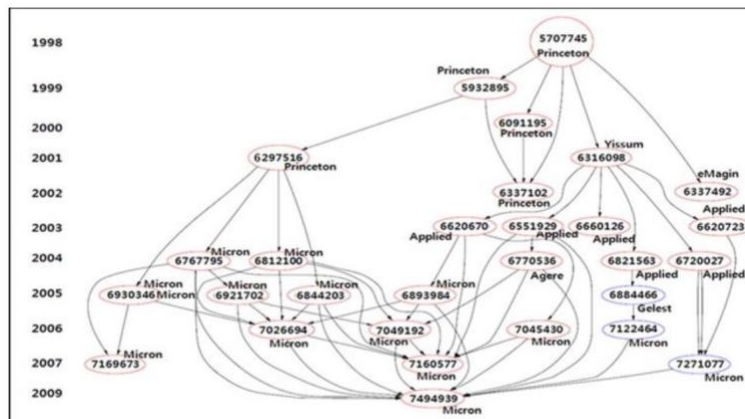 1998
5707745
Princeton
Princeton
1999
5932895
2000
6091195
Princeton
2001
6297516
Princeton
Yissum
6316098
eMagin
2002
6337102
Princeton
6337492
Applied
2003
6620670
Applied
6551929
Applied
6660126
Applied
6620723
2004
Micron
6767795
Micron
6812100
6770536
Agere
6821563
Applied
6720027
Applied
2005
Micron
6930346
Micron
Micron
6921702
Micron
6844203
Micron
6893984
6884466
Gelest
2006
7026694
Micron
7049192
Micron
7045430
Micron
7122464
Micron
2007
Micron
7169673
7160577
Micron
7271077
Micron
2009
7494939
Micron